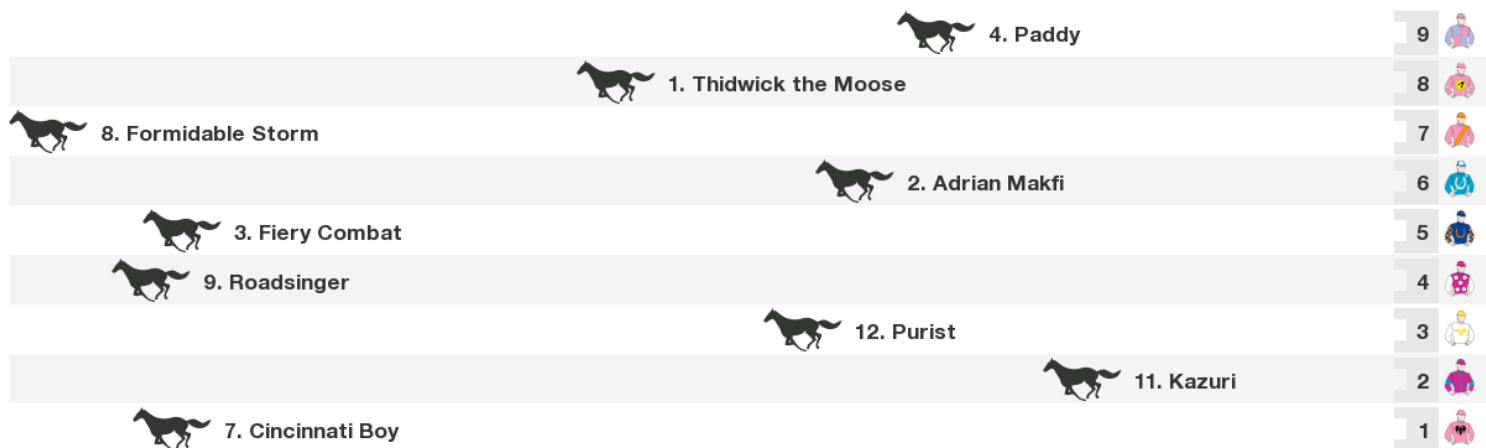 4. Paddy 9
1. Thidwick the Moose 8
8. Formidable Storm 7
2. Adrian Makfi 6
3. Fiery Combat 5
9. Roadsinger 4
12. Purist 3
11. Kazuri 2
7. Cincinnati Boy 1